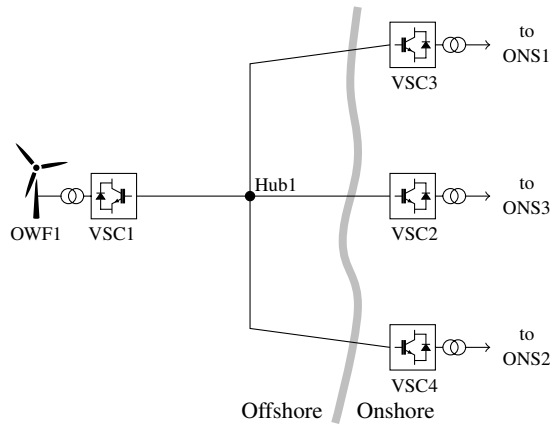 to
ONS1
VSC3
Hub1
to
ONS3
OWF1
VSC1
VSC2
to
ONS2
VSC4
Offshore
Onshore